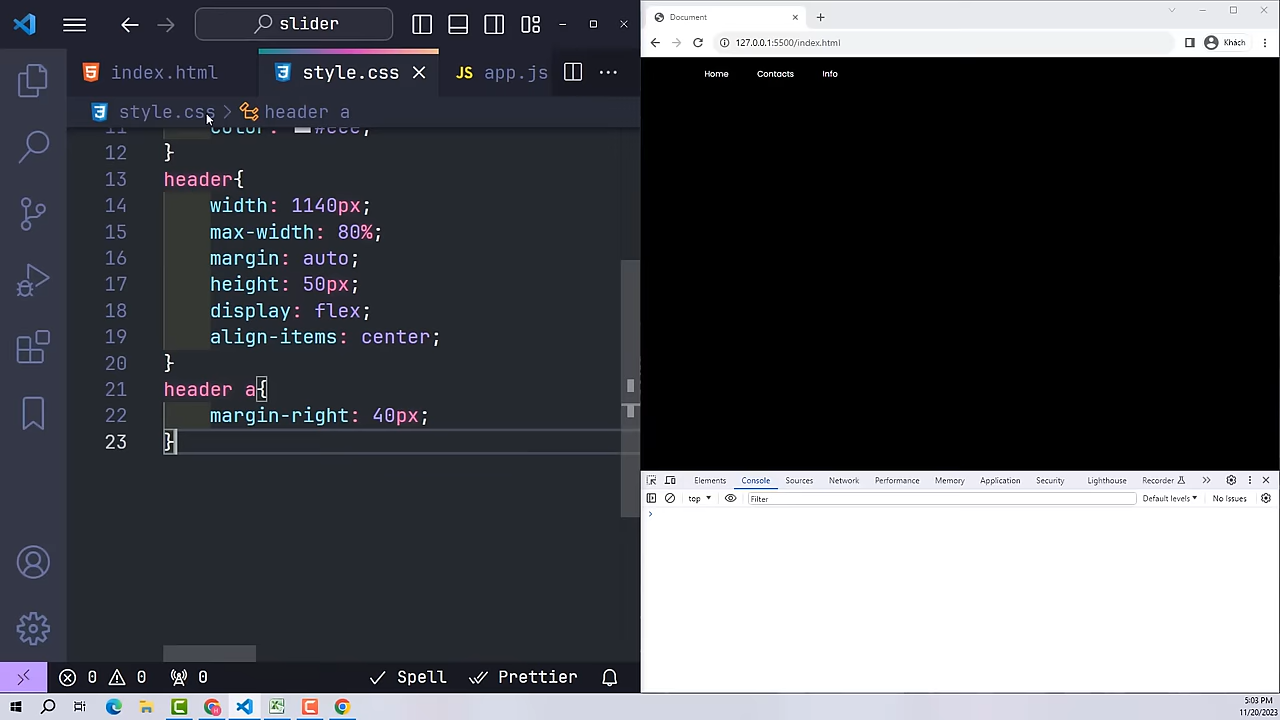 slider
index.html
style.css
JS app.js
style.css > header a
11 color: #eee;
12 }
13 header{
14 width: 1140px;
15 max-width: 80%;
16 margin: auto;
17 height: 50px;
18 display: flex;
19 align-items: center;
20 }
21 header a{
22 margin-right: 40px;
23 }
0 0 0 Spell Prettier
Document
127.0.0.1:5500/index.html
Khách
Home Contacts Info
Elements Console Sources Network Performance Memory Application Security Lighthouse Recorder
top Filter Default levels No Issues
5:03 PM
11/20/2023